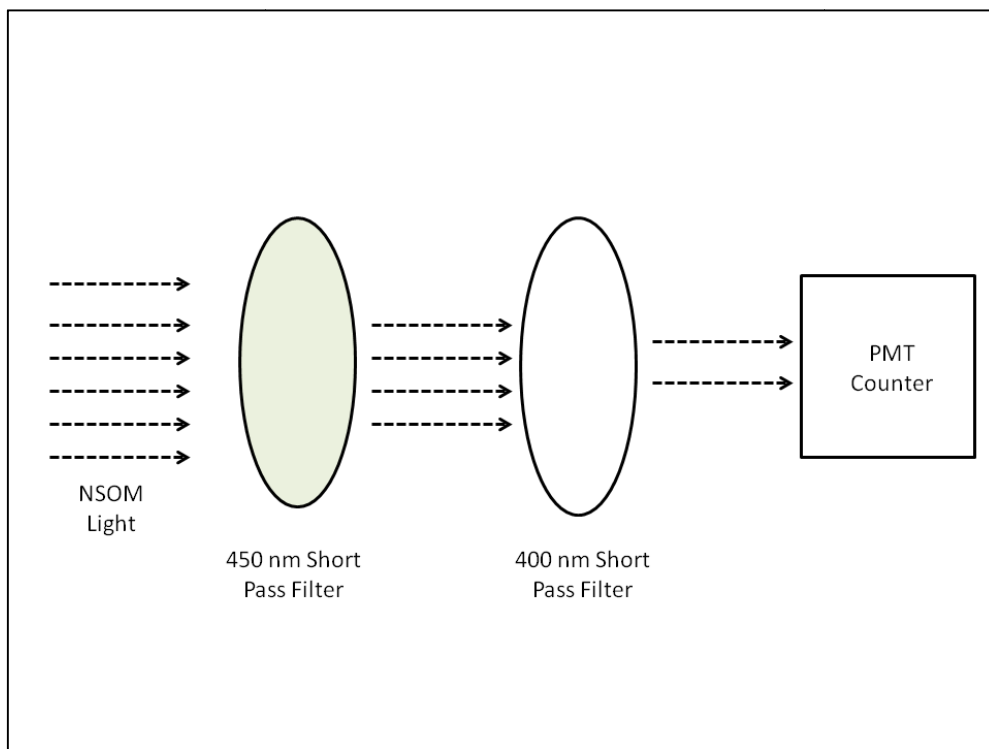 PMT
Counter
NSOM
Light
450 nm Short
Pass Filter
400 nm Short
Pass Filter